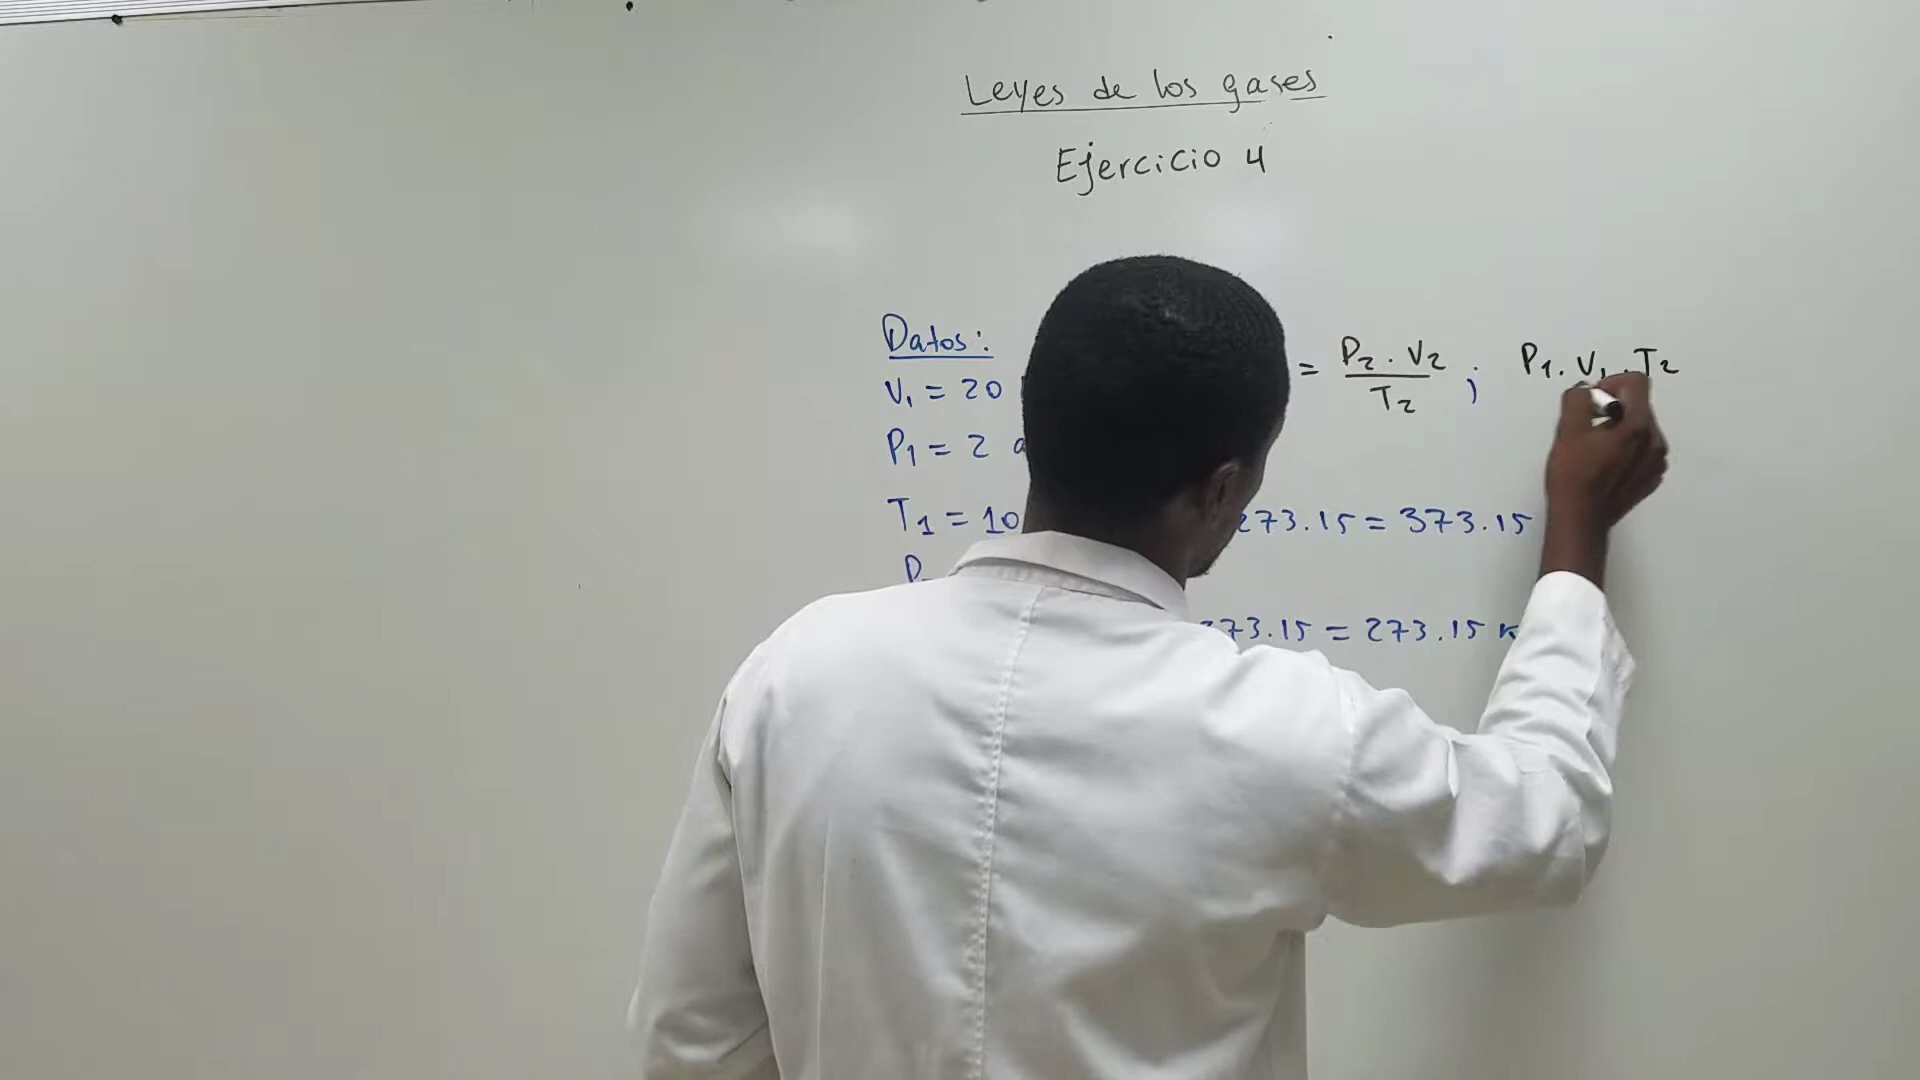 Leyes de los gases
Ejercicio 4
Datos:
= P2 . V2 / T2 ; P1 . V1 . T2
V1 = 20
P1 = 2
T1 = 10 273.15 = 373.15
P
273.15 = 273.15 K